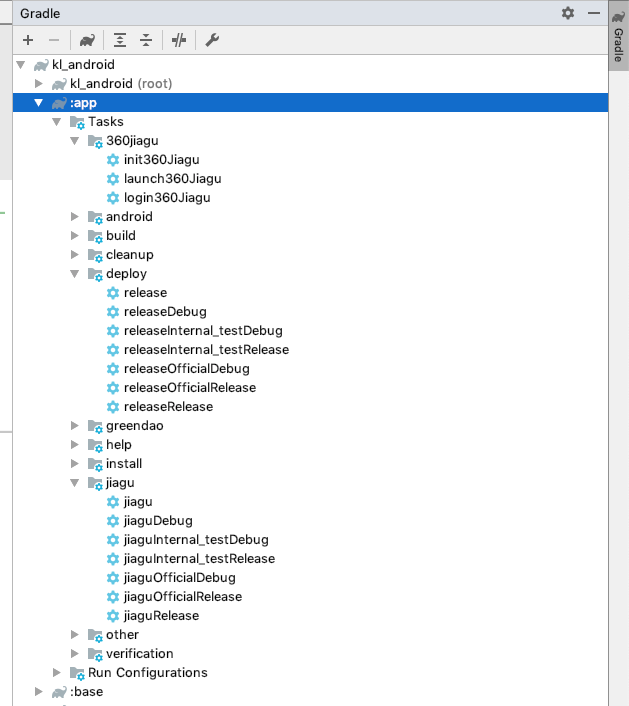 Gradle
Gradle
kl_android
kl_android (root)
:app
Tasks
360jiagu
init360Jiagu
launch360Jiagu
login360Jiagu
android
build
cleanup
deploy
release
releaseDebug
releaseInternal_testDebug
releaseInternal_testRelease
releaseOfficialDebug
releaseOfficialRelease
releaseRelease
greendao
help
install
jiagu
jiagu
jiaguDebug
jiaguInternal_testDebug
jiaguInternal_testRelease
jiaguOfficialDebug
jiaguOfficialRelease
jiaguRelease
other
verification
Run Configurations
:base